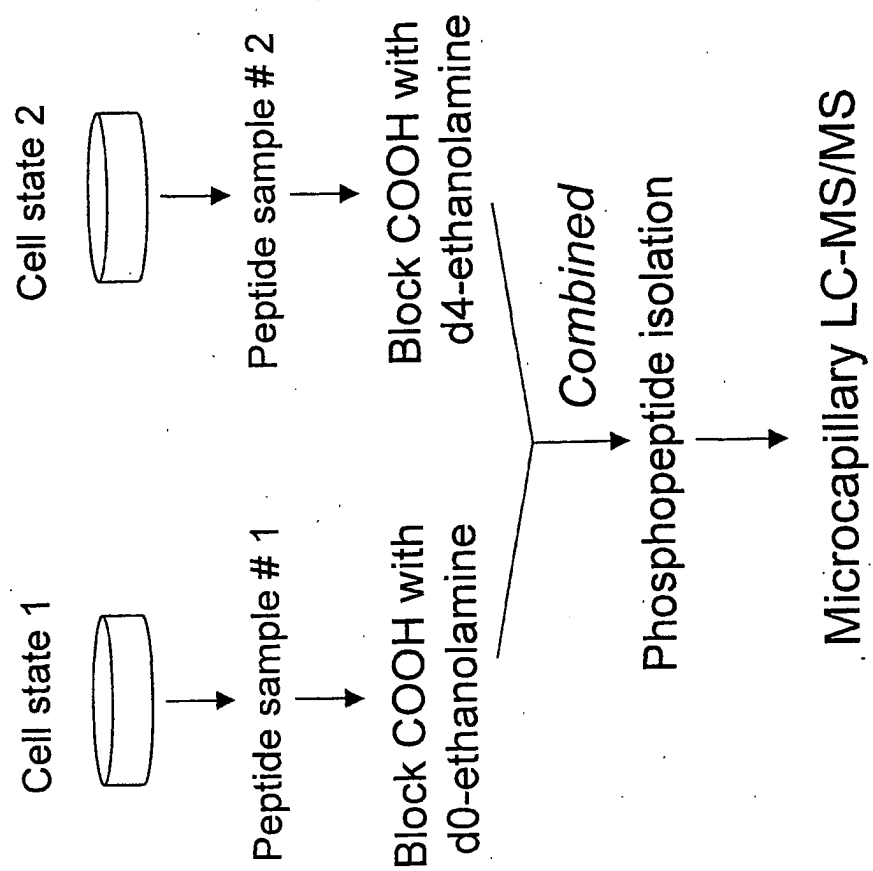 Cell state 1
Peptide sample # 1
Block COOH with
d0-ethanolamine
Cell state 2
Peptide sample # 2
Block COOH with
d4-ethanolamine
Combined
Phosphopeptide isolation
Microcapillary LC-MS/MS